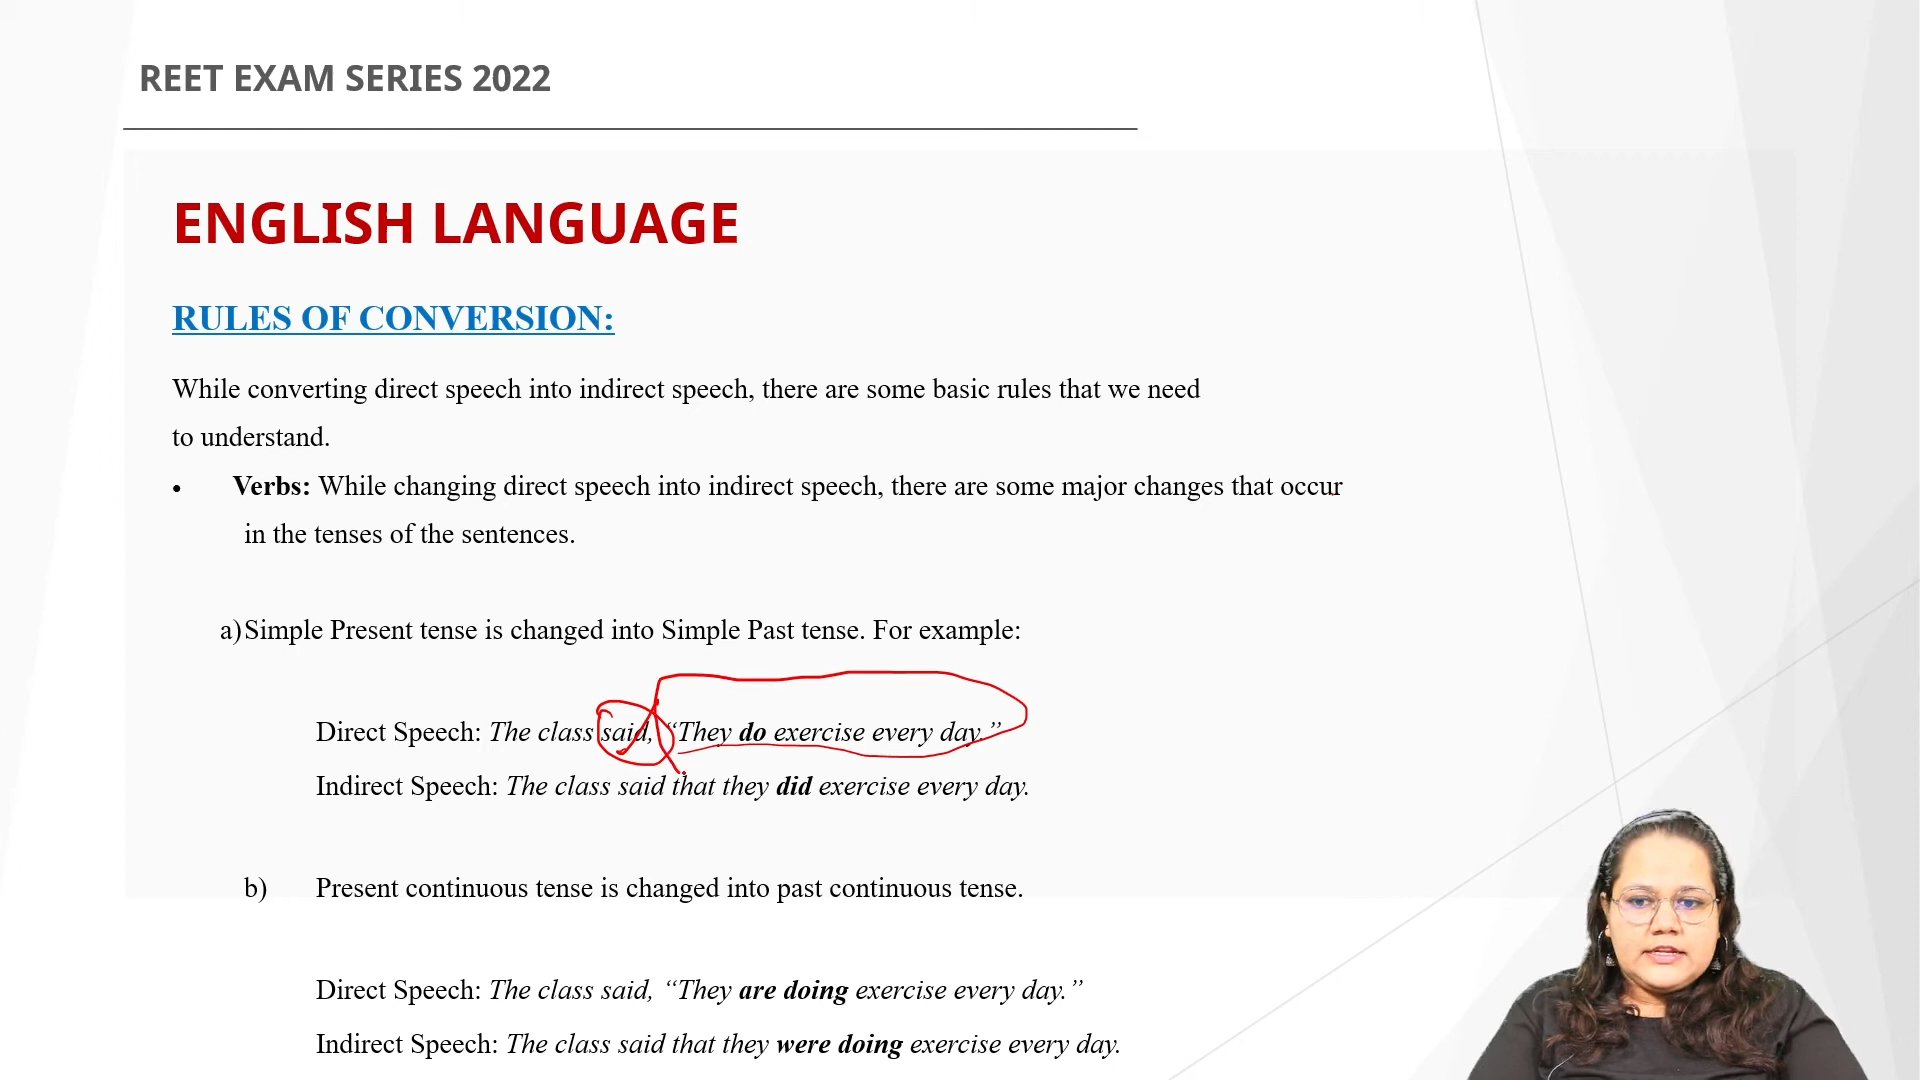 REET EXAM SERIES 2022
ENGLISH LANGUAGE
RULES OF CONVERSION:
While converting direct speech into indirect speech, there are some basic rules that we need
to understand.
• Verbs: While changing direct speech into indirect speech, there are some major changes that occur
in the tenses of the sentences.
a) Simple Present tense is changed into Simple Past tense. For example:
Direct Speech: The class said, “They do exercise every day.”
Indirect Speech: The class said that they did exercise every day.
b) Present continuous tense is changed into past continuous tense.
Direct Speech: The class said, “They are doing exercise every day.”
Indirect Speech: The class said that they were doing exercise every day.